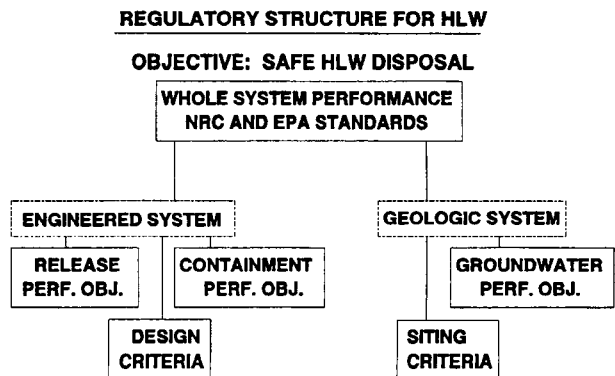 REGULATORY STRUCTURE FOR HLW
OBJECTIVE: SAFE HLW DISPOSAL
WHOLE SYSTEM PERFORMANCE
NRC AND EPA STANDARDS
ENGINEERED SYSTEM
GEOLOGIC SYSTEM
RELEASE
PERF. OBJ.
CONTAINMENT
PERF. OBJ.
GROUNDWATER
PERF. OBJ.
DESIGN
CRITERIA
SITING
CRITERIA